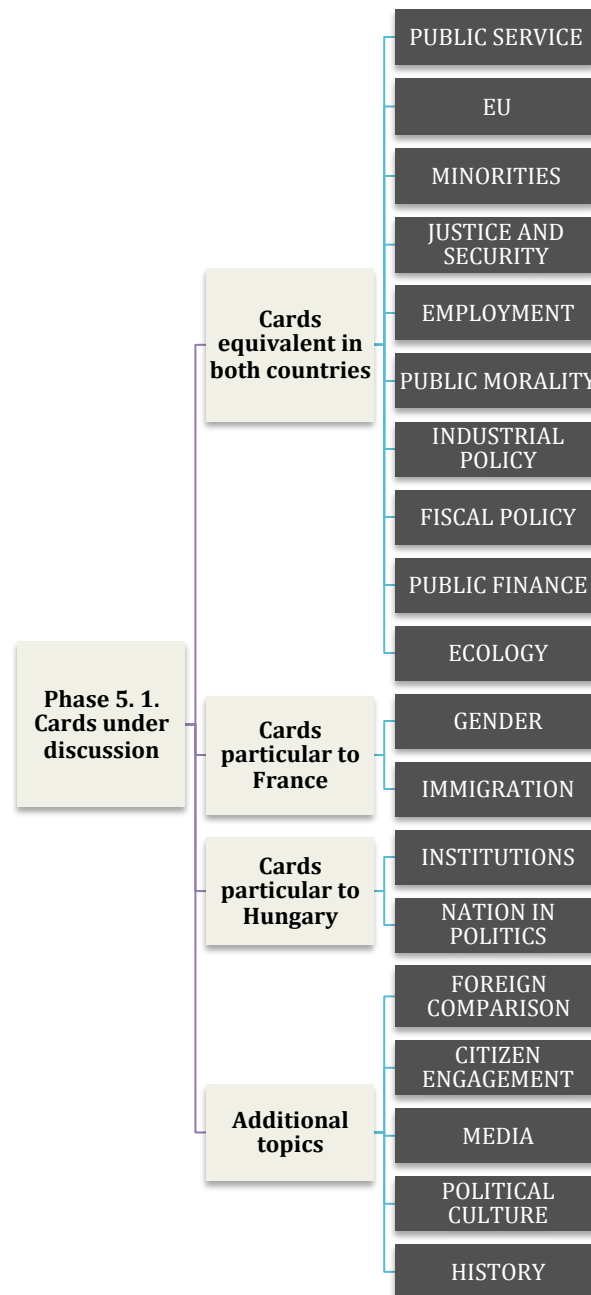 Phase 5. 1.
Cards under
discussion
Cards
equivalent in
both countries
PUBLIC SERVICE
EU
MINORITIES
JUSTICE AND
SECURITY
EMPLOYMENT
PUBLIC MORALITY
INDUSTRIAL
POLICY
FISCAL POLICY
PUBLIC FINANCE
ECOLOGY
Cards
particular to
France
GENDER
IMMIGRATION
Cards
particular to
Hungary
INSTITUTIONS
NATION IN
POLITICS
Additional
topics
FOREIGN
COMPARISON
CITIZEN
ENGAGEMENT
MEDIA
POLITICAL
CULTURE
HISTORY